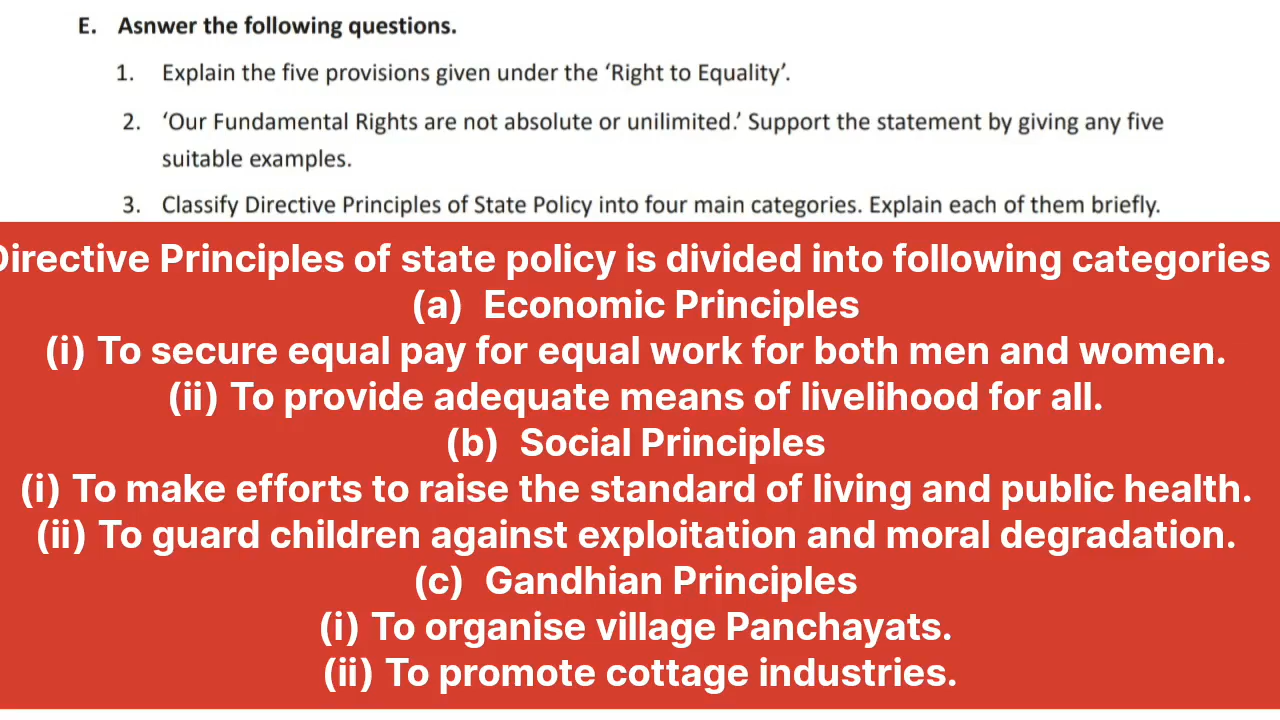 E. Asnwer the following questions.
1. Explain the five provisions given under the ‘Right to Equality’.
2. ‘Our Fundamental Rights are not absolute or unilimited.’ Support the statement by giving any five
suitable examples.
3. Classify Directive Principles of State Policy into four main categories. Explain each of them briefly.
Directive Principles of state policy is divided into following categories
(a) Economic Principles
(i) To secure equal pay for equal work for both men and women.
(ii) To provide adequate means of livelihood for all.
(b) Social Principles
(i) To make efforts to raise the standard of living and public health.
(ii) To guard children against exploitation and moral degradation.
(c) Gandhian Principles
(i) To organise village Panchayats.
(ii) To promote cottage industries.